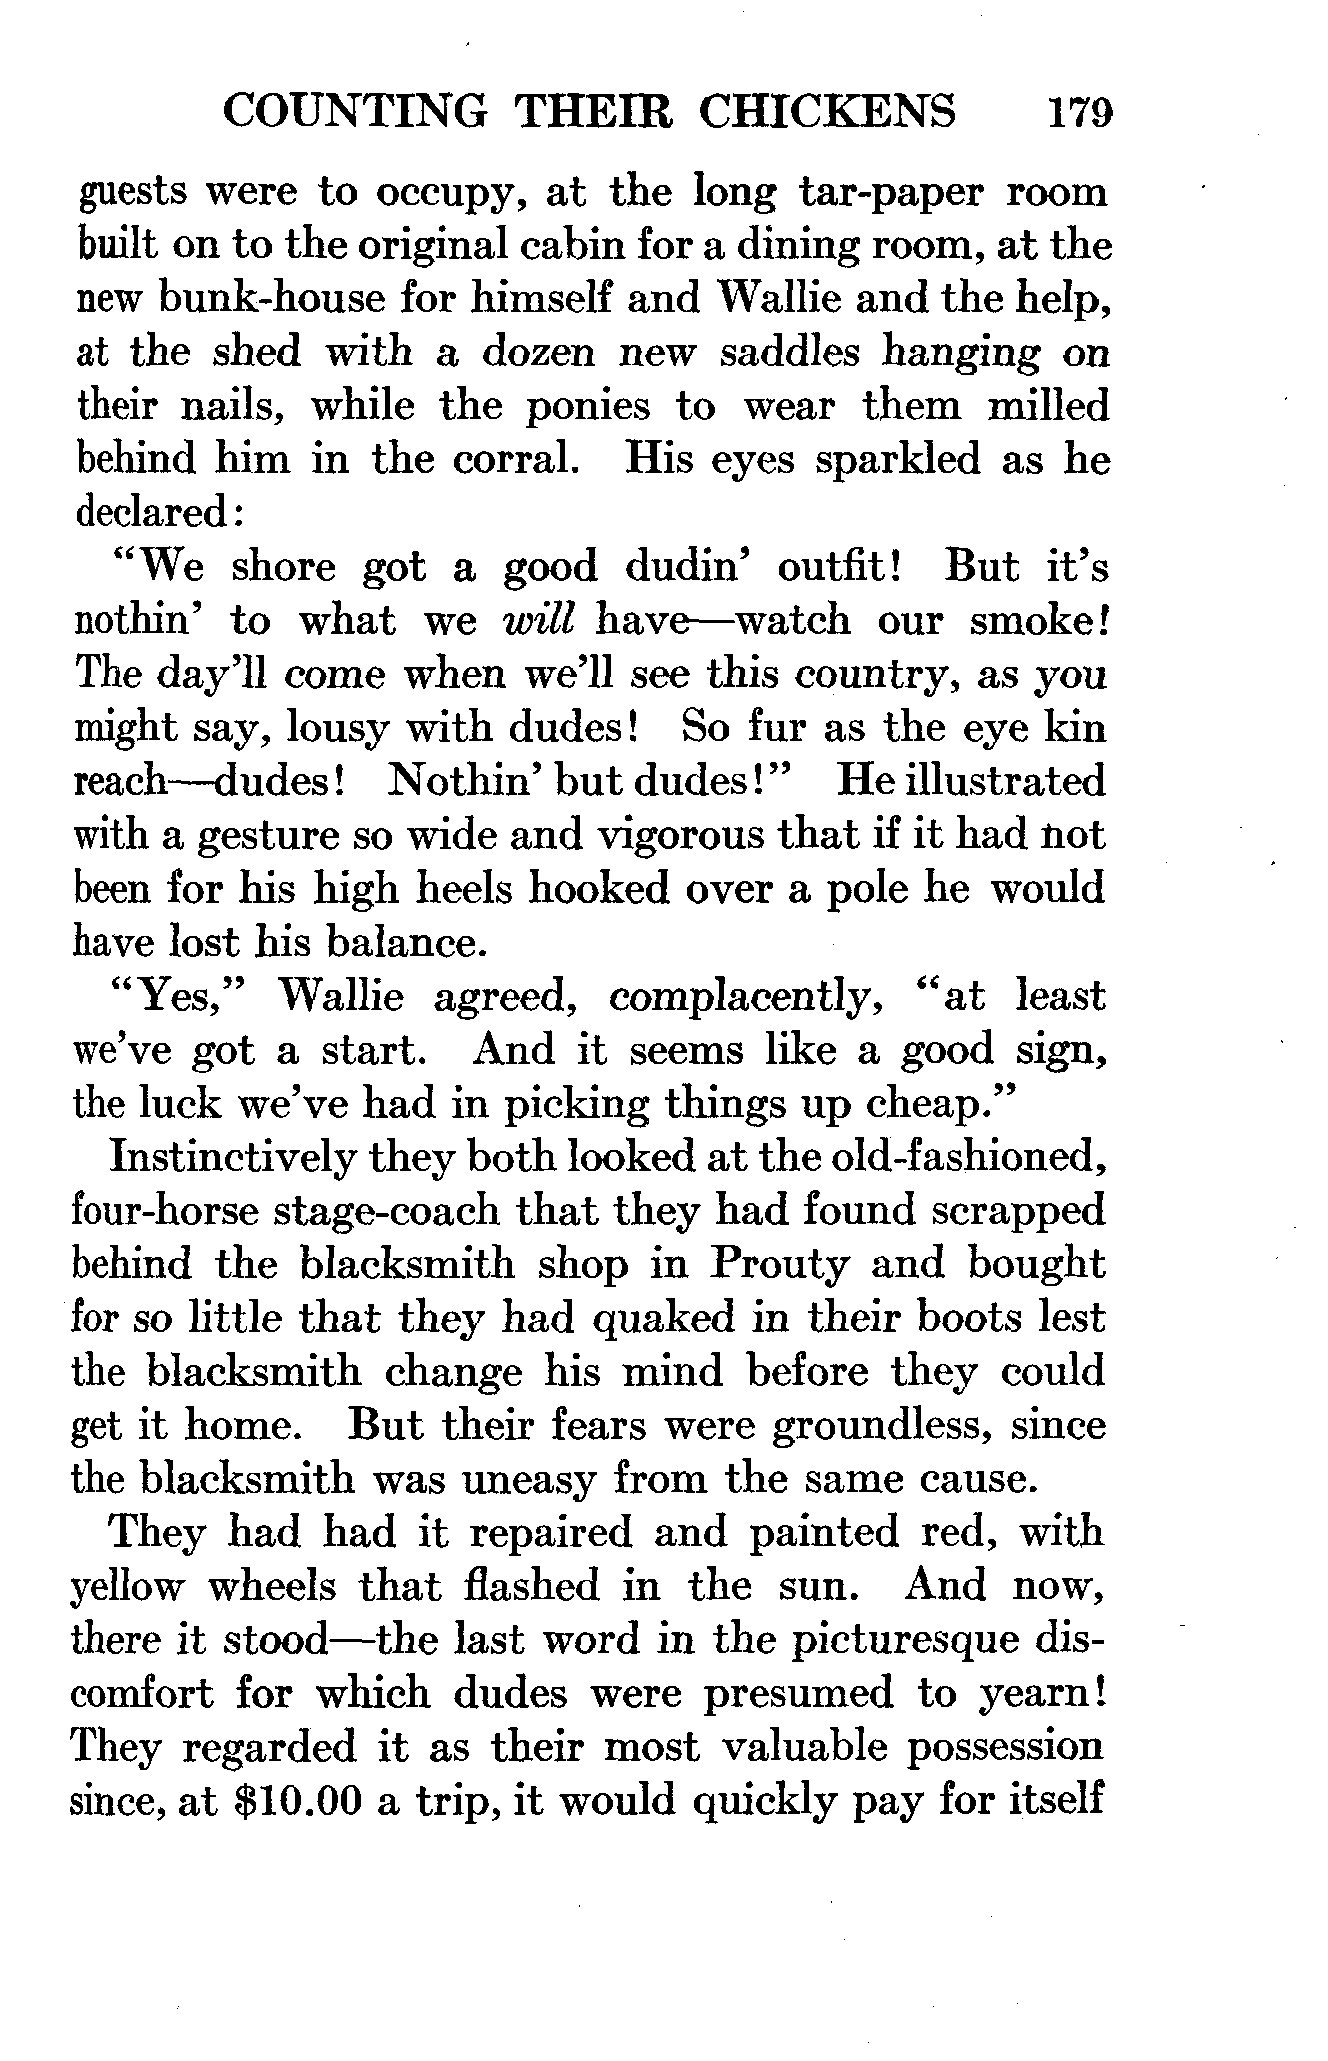 COUNTING THEIR CHICKENS 179
guests were to occupy, at the long tar-paper room
built on to the original cabin for a dining room, at the
new bunk-house for himself and Wallie and the help,
at the shed with a dozen new saddles hanging on
their nails, while the ponies to wear them milled
behind him in the corral. His eyes sparkled as he
declared:
“We shore got a good dudin’ outfit! But it’s
nothin’ to what we will have—watch our smoke!
The day’ll come when we’ll see this country, as you
might say, lousy with dudes! So fur as the eye kin
reach—dudes! Nothin’ but dudes!” He illustrated
with a gesture so wide and vigorous that if it had not
been for his high heels hooked over a pole he would
have lost his balance.
“Yes,” Wallie agreed, complacently, “at least
we’ve got a start. And it seems like a good sign,
the luck we’ve had in picking things up cheap.”
Instinctively they both looked at the old-fashioned,
four-horse stage-coach that they had found scrapped
behind the blacksmith shop in Prouty and bought
for so little that they had quaked in their boots lest
the blacksmith change his mind before they could
get it home. But their fears were groundless, since
the blacksmith was uneasy from the same cause.
They had had it repaired and painted red, with
yellow wheels that flashed in the sun. And now,
there it stood—the last word in the picturesque dis-
comfort for which dudes were presumed to yearn!
They regarded it as their most valuable possession
since, at $10.00 a trip, it would quickly pay for itself